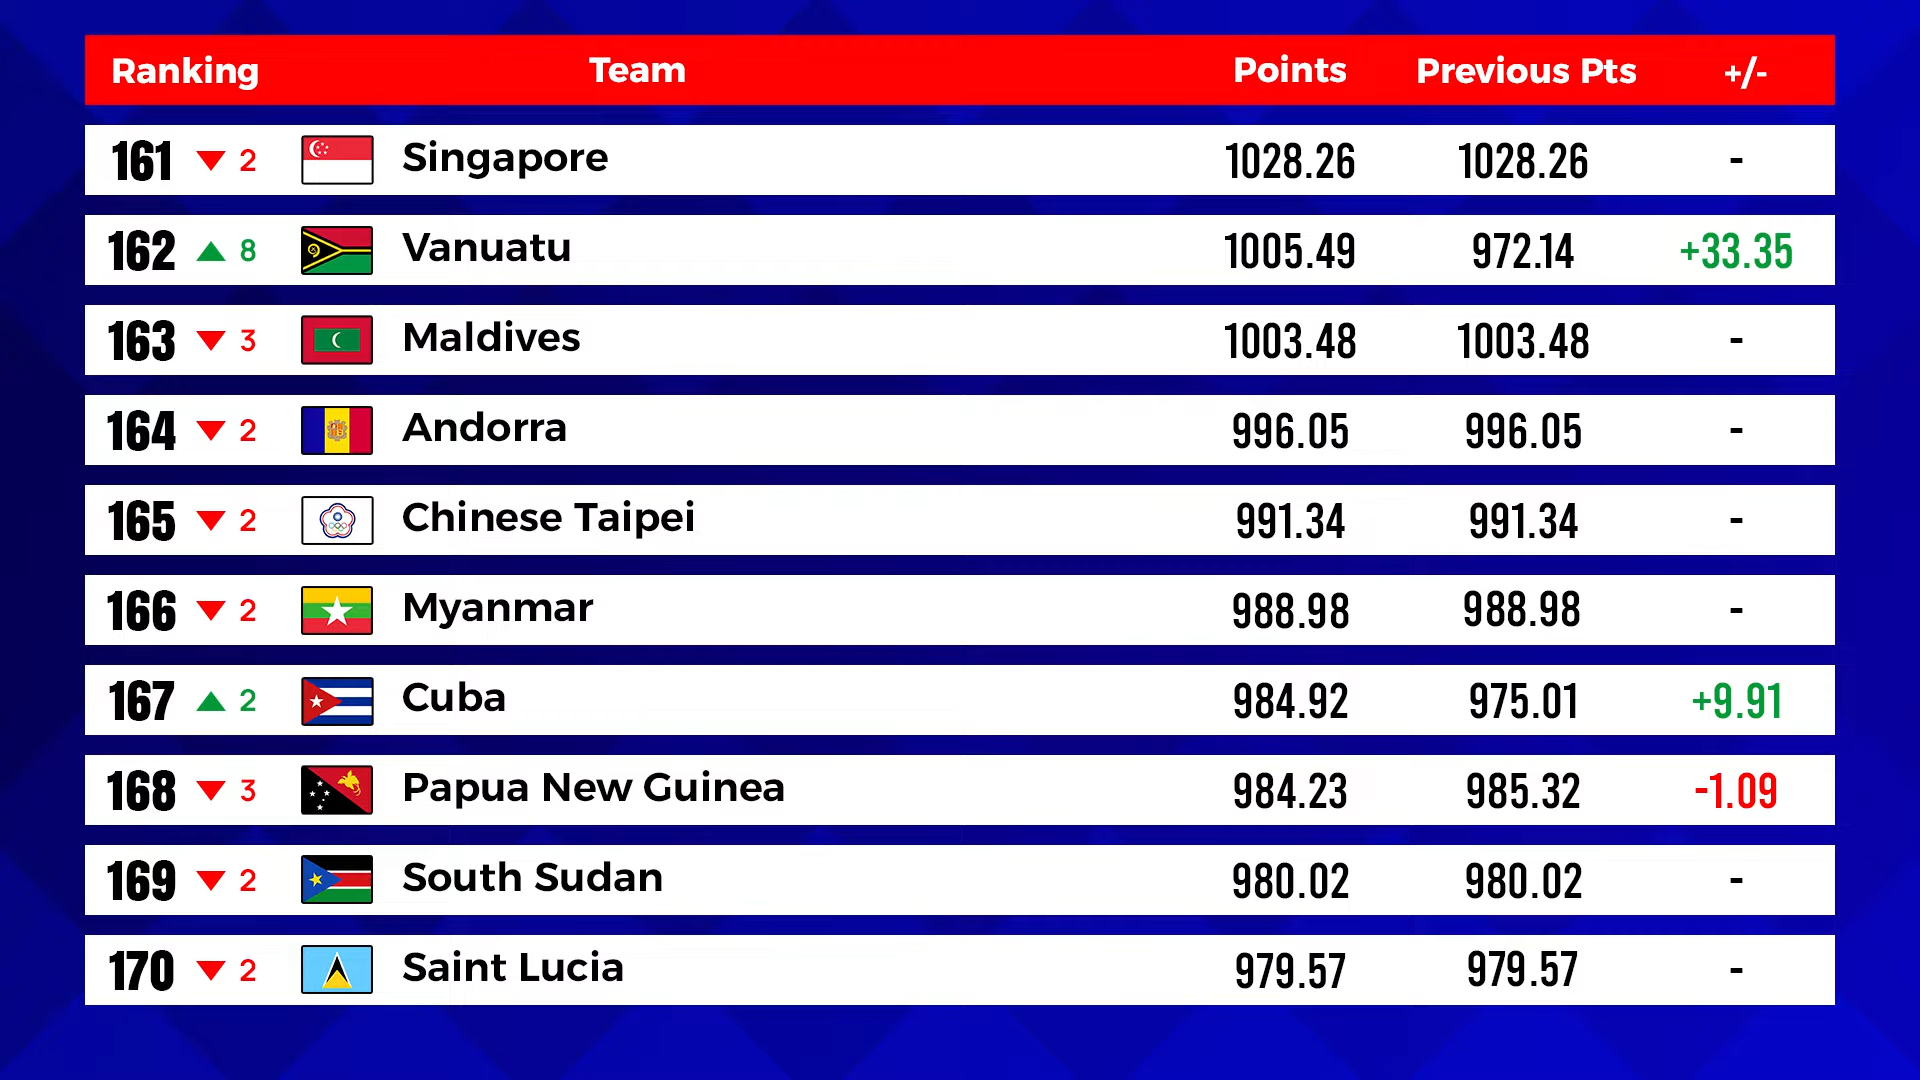 Ranking Team Points Previous Pts +/-
161 ▼ 2 Singapore 1028.26 1028.26 -
162 ▲ 8 Vanuatu 1005.49 972.14 +33.35
163 ▼ 3 Maldives 1003.48 1003.48 -
164 ▼ 2 Andorra 996.05 996.05 -
165 ▼ 2 Chinese Taipei 991.34 991.34 -
166 ▼ 2 Myanmar 988.98 988.98 -
167 ▲ 2 Cuba 984.92 975.01 +9.91
168 ▼ 3 Papua New Guinea 984.23 985.32 -1.09
169 ▼ 2 South Sudan 980.02 980.02 -
170 ▼ 2 Saint Lucia 979.57 979.57 -